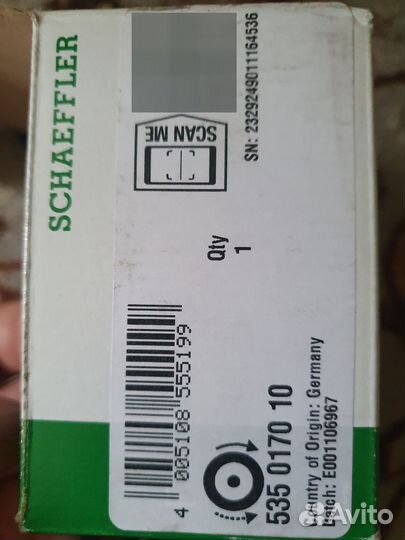 SCHAEFFLER
SCAN ME
SN: 2329249011164536
Qty
1
4 005108 555199
535 0170 10
Country of Origin: Germany
Batch: E001106967
Avito